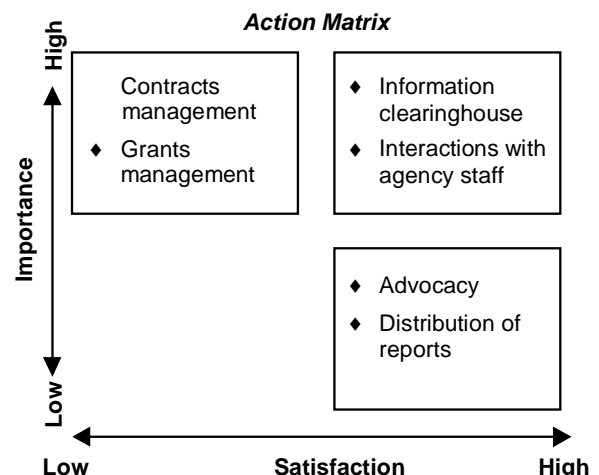 Action Matrix
High
Importance
Low
Contracts
management
♦ Grants
management
♦ Information
clearinghouse
♦ Interactions with
agency staff
♦ Advocacy
♦ Distribution of
reports
Low Satisfaction High